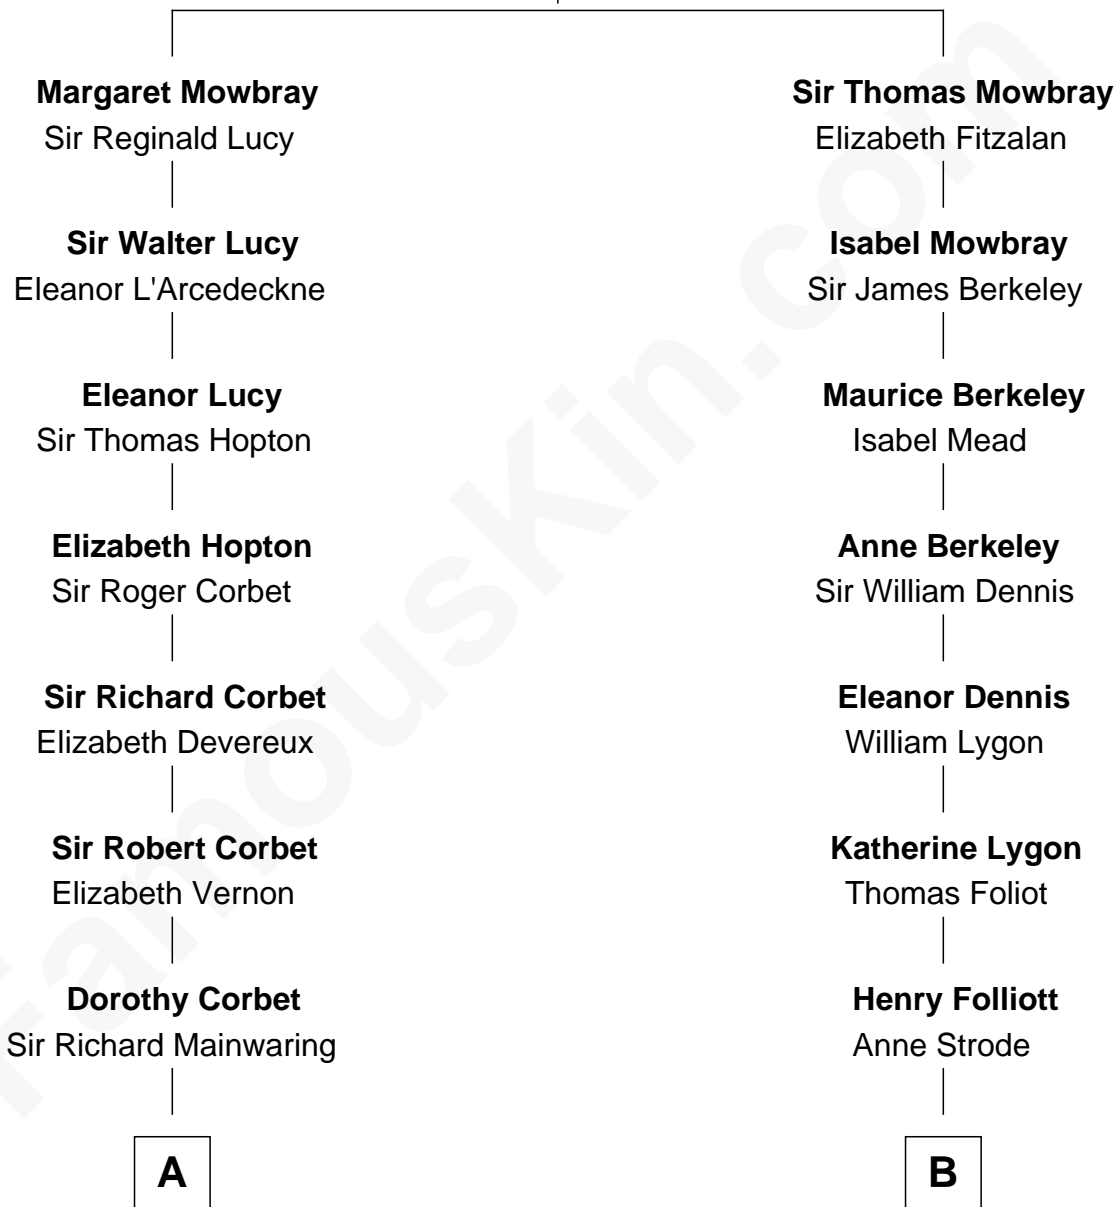 Margaret Mowbray
Sir Reginald Lucy
Sir Walter Lucy
Eleanor L'Arcedeckne
Eleanor Lucy
Sir Thomas Hopton
Elizabeth Hopton
Sir Roger Corbet
Sir Richard Corbet
Elizabeth Devereux
Sir Robert Corbet
Elizabeth Vernon
Dorothy Corbet
Sir Richard Mainwaring
A
Sir Thomas Mowbray
Elizabeth Fitzalan
Isabel Mowbray
Sir James Berkeley
Maurice Berkeley
Isabel Mead
Anne Berkeley
Sir William Dennis
Eleanor Dennis
William Lygon
Katherine Lygon
Thomas Foliot
Henry Folliott
Anne Strode
B
FamousKin.com